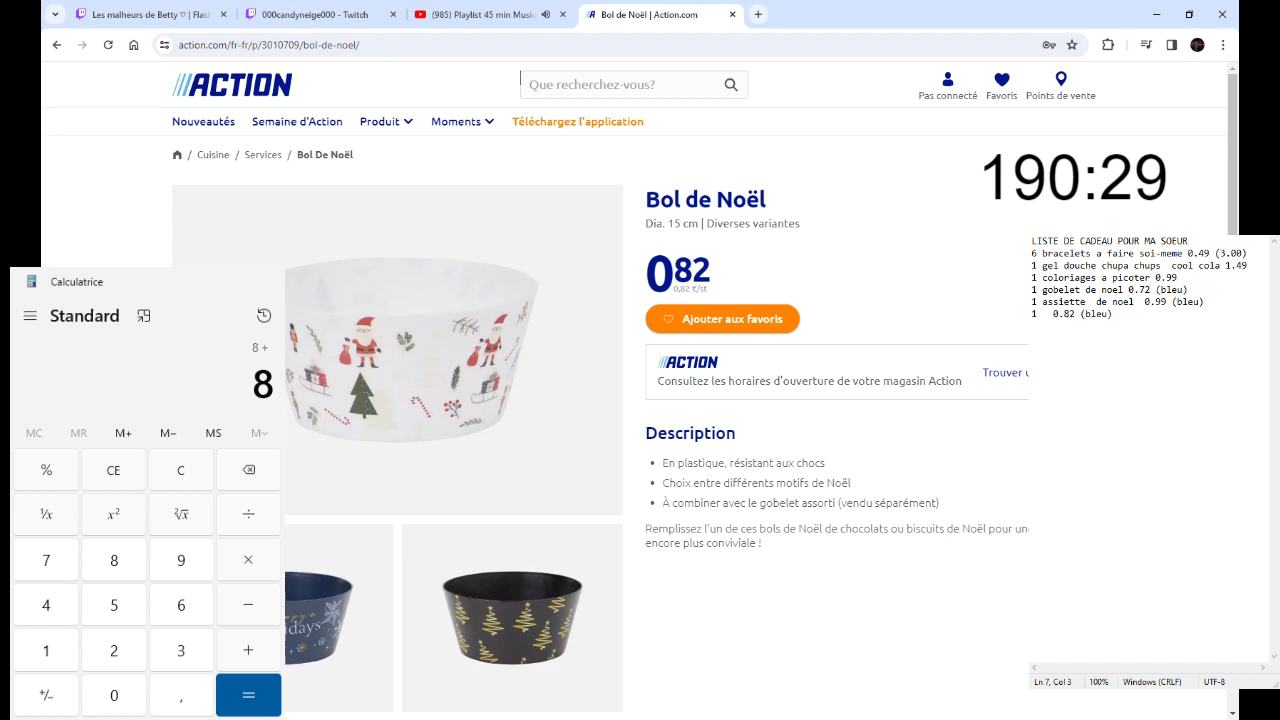 (2) Les malheurs de So
000candyneige000 - Twitch
(985) Playlist 45 min Music
Bol de Noël | Action.com
action.com/fr-fr/p/3010709/bol-de-noel/
ACTION
Que recherchez-vous?
Pas connecté
Favoris
Points de vente
Nouveautés
Semaine d'Action
Produit
Moments
Téléchargez l'application
/ Cuisine / Services / Bol De Noël
190:29
Bol de Noël
Dia. 15 cm | Diverses variantes
082
0,82 €/st
Ajouter aux favoris
ACTION
Consultez les horaires d'ouverture de votre magasin Action
Trouver u
Description
• En plastique, résistant aux chocs
• Choix entre différents motifs de Noël
• À combiner avec le gobelet assorti (vendu séparément)
Remplissez l'un de ces bols de Noël de chocolats ou biscuits de Noël pour une
encore plus conviviale !
LISTE DE CADEAU POUR MA SOEUR
6 bracelets a faire soi-meme 0.49 (3.00)
1 gel douche chupa chups  cool cola 1.49
1 coloriages a picoter 0.99
1 gobelet de noel 0.72 (bleu)
1 assiette  de noel  0.99 (bleu)
1   0.82 (bleu)
Ln 7, Col 3
100%
Windows (CRLF)
UTF-8
Calculatrice
Standard
8 +
8
MC MR M+ M− MS M
% CE C
¹⁄x x² ²√x ÷
7 8 9 ×
4 5 6 −
1 2 3 +
+/− 0 , =
idays